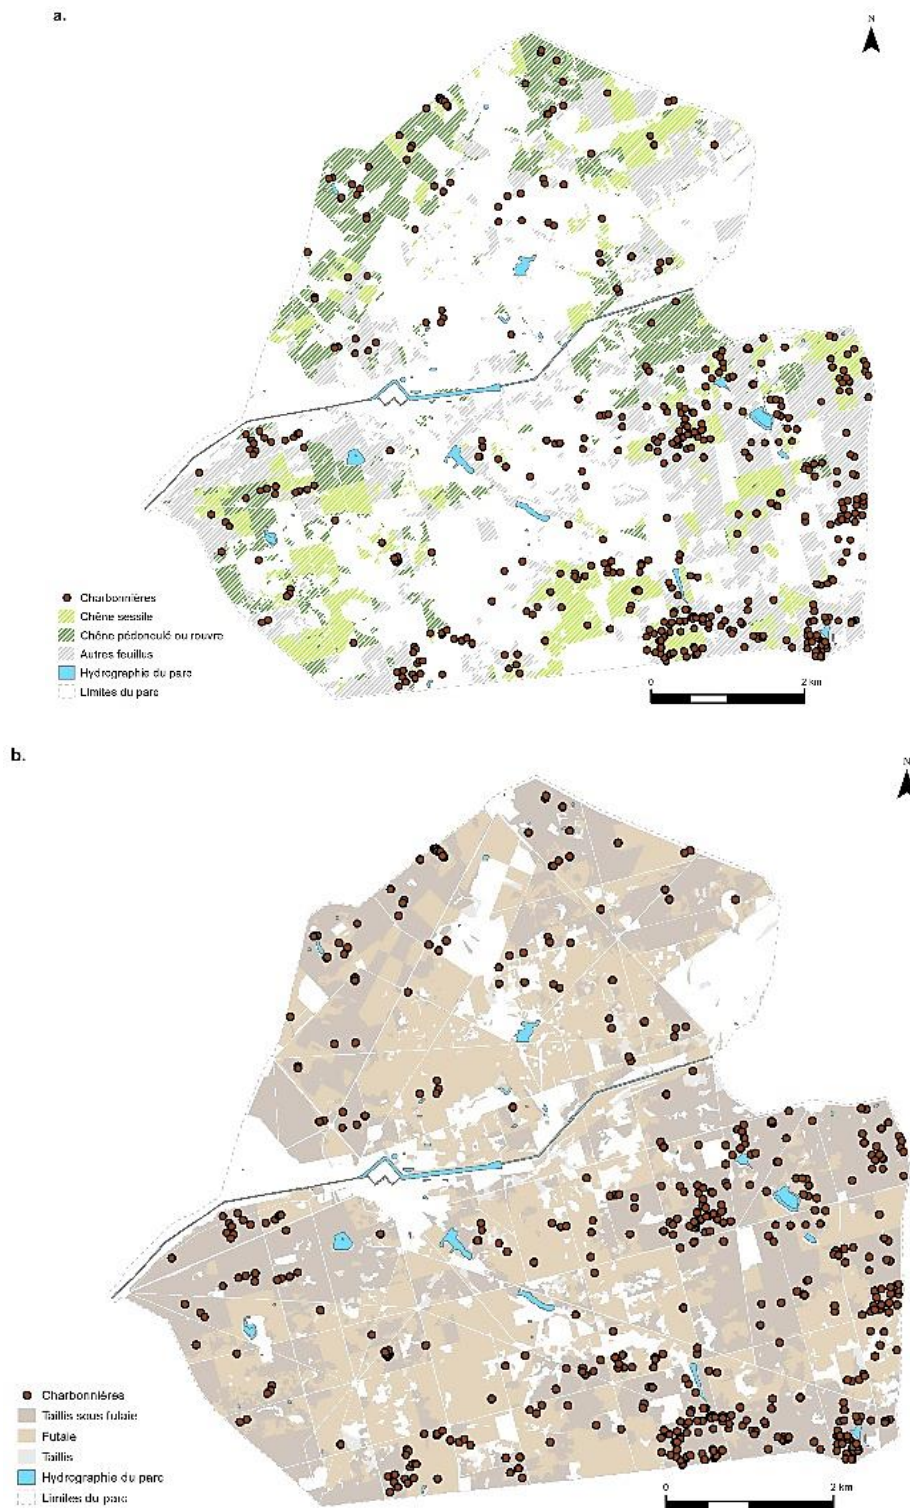 a.
N
Charbonnières
Chêne sessile
Chêne pédonculé ou rouvre
Autres feuillus
Hydrographie du parc
Limites du parc
0 2 km
b.
N
Charbonnières
Taillis sous futaie
Futaie
Taillis
Hydrographie du parc
Limites du parc
0 2 km